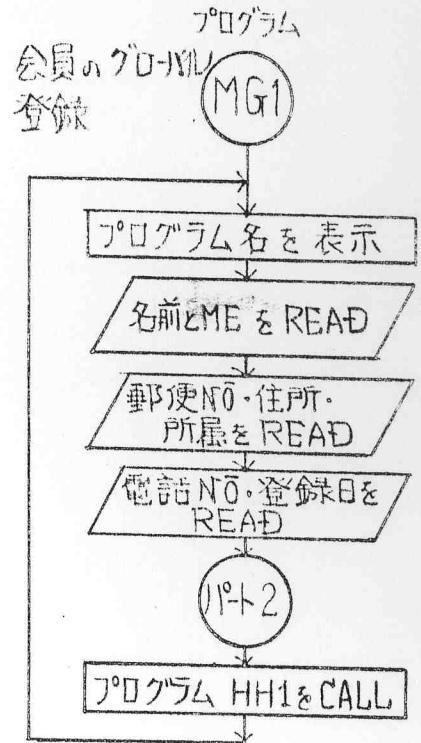 プログラム
会員のグローバル
登録
MG1
プログラム名を表示
名前とMEをREAD
郵便NO・住所・
所属をREAD
電話NO・登録日を
READ
パート2
プログラム HH1をCALL